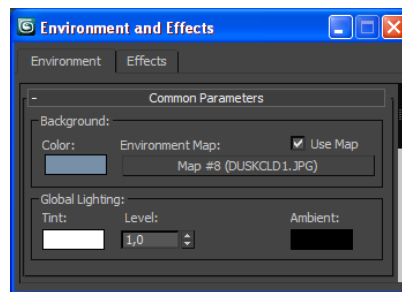 Environment and Effects
Environment Effects
- Common Parameters
Background:
Color: Environment Map: Use Map
Map #8 (DUSKCLD1.JPG)
Global Lighting:
Tint: Level: Ambient:
1,0